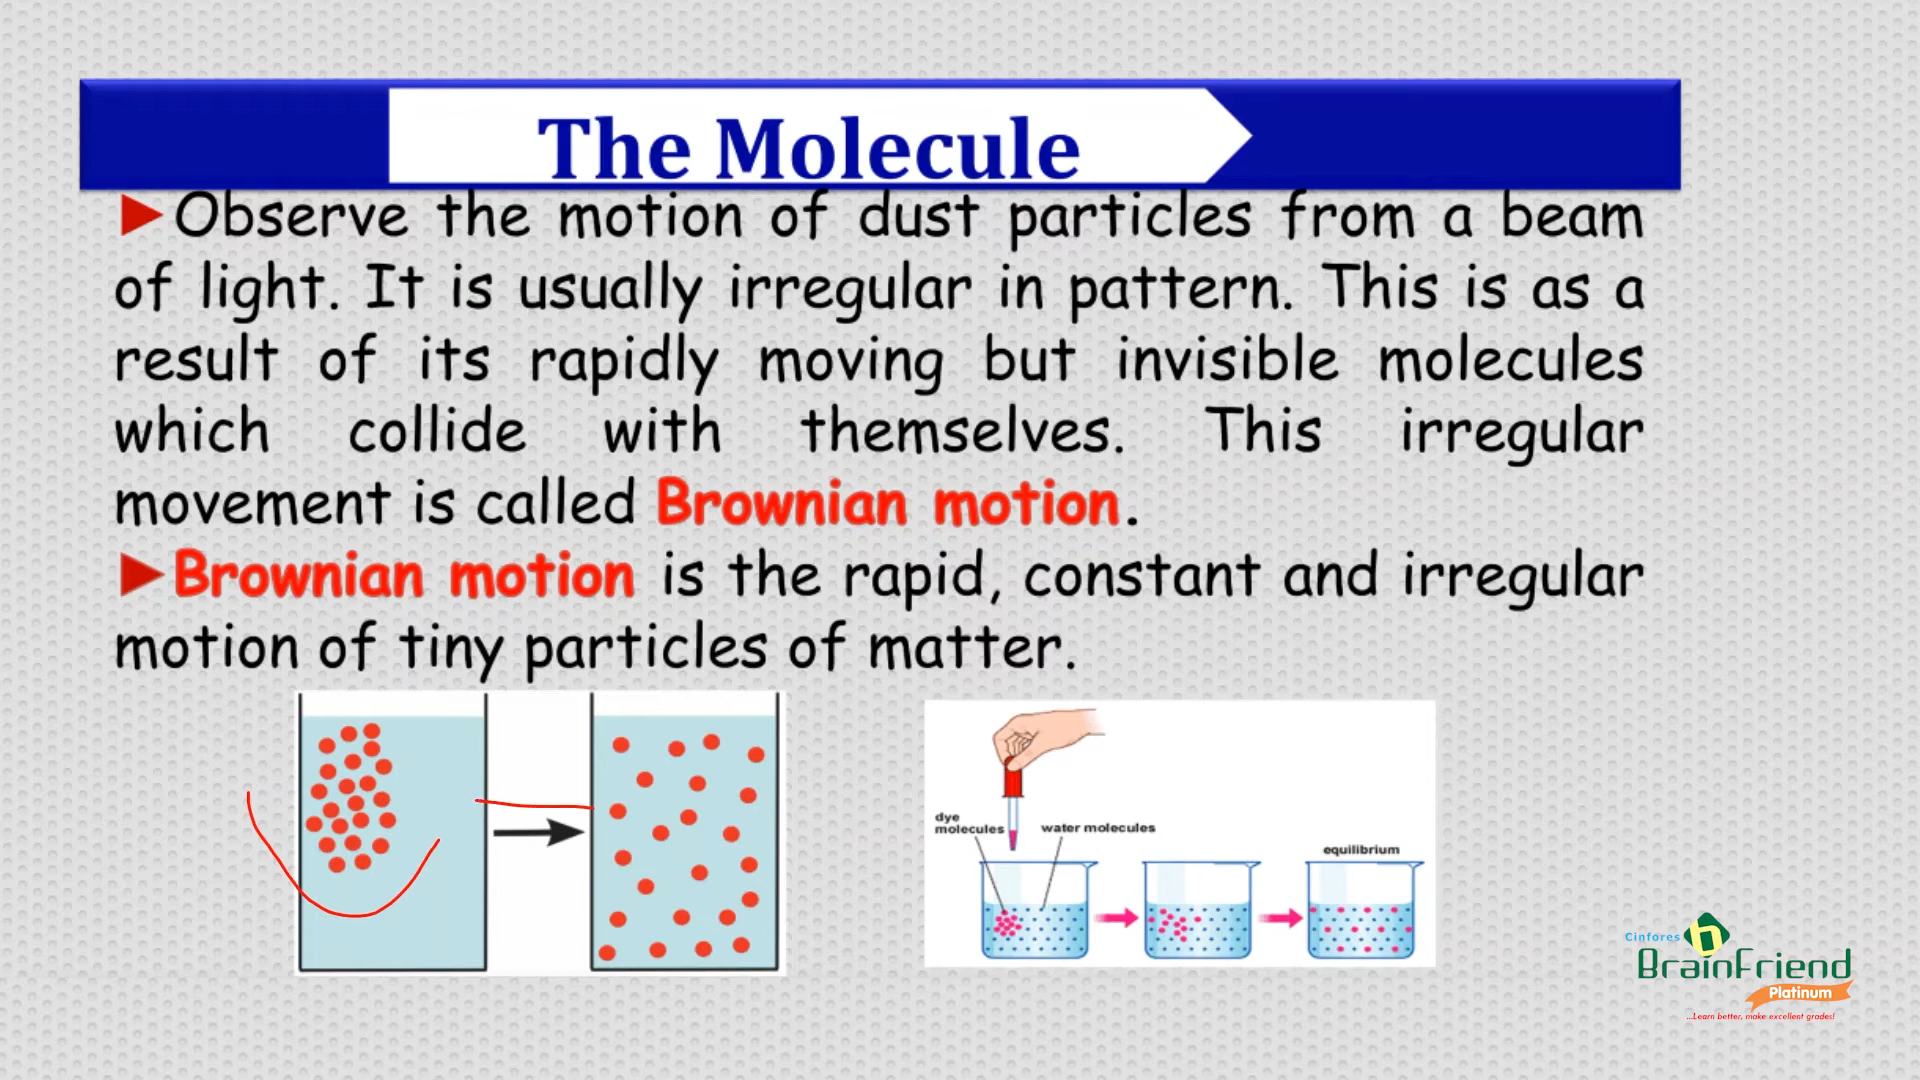 The Molecule
►Observe the motion of dust particles from a beam
of light. It is usually irregular in pattern. This is as a
result of its rapidly moving but invisible molecules
which collide with themselves. This irregular
movement is called Brownian motion.
►Brownian motion is the rapid, constant and irregular
motion of tiny particles of matter.
dye
molecules
water molecules
equilibrium
Cinfores
BrainFriend
Platinum
...Learn better, make excellent grades!